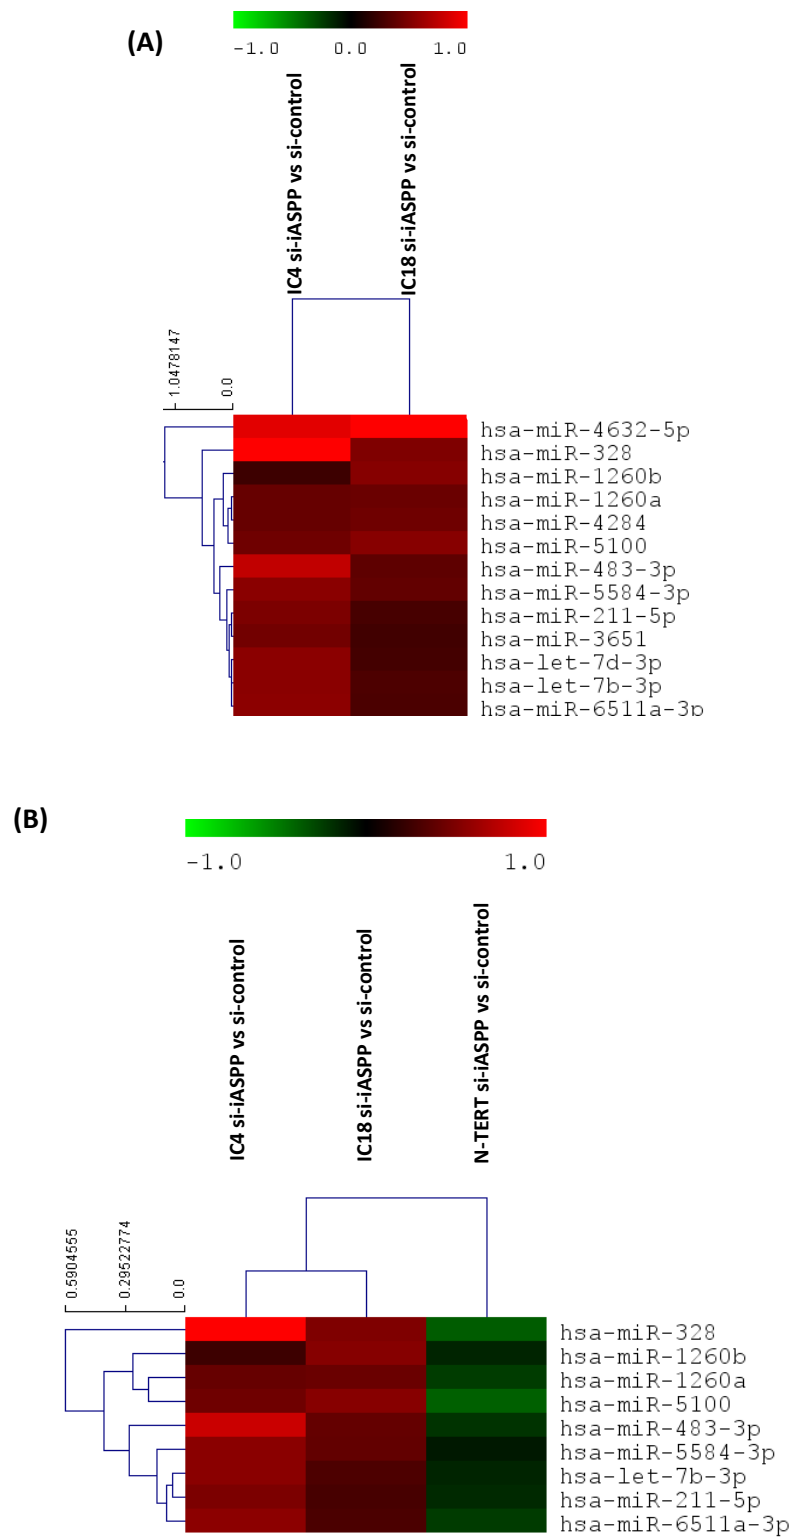 (A)
-1.0 0.0 1.0
IC4 si-iASPP vs si-control
IC18 si-iASPP vs si-control
1.0478147
0.0
hsa-miR-4632-5p
hsa-miR-328
hsa-miR-1260b
hsa-miR-1260a
hsa-miR-4284
hsa-miR-5100
hsa-miR-483-3p
hsa-miR-5584-3p
hsa-miR-211-5p
hsa-miR-3651
hsa-let-7d-3p
hsa-let-7b-3p
hsa-miR-6511a-3p
(B)
-1.0 1.0
IC4 si-iASPP vs si-control
IC18 si-iASPP vs si-control
N-TERT si-iASPP vs si-control
0.5904555
0.29522774
0.0
hsa-miR-328
hsa-miR-1260b
hsa-miR-1260a
hsa-miR-5100
hsa-miR-483-3p
hsa-miR-5584-3p
hsa-let-7b-3p
hsa-miR-211-5p
hsa-miR-6511a-3p